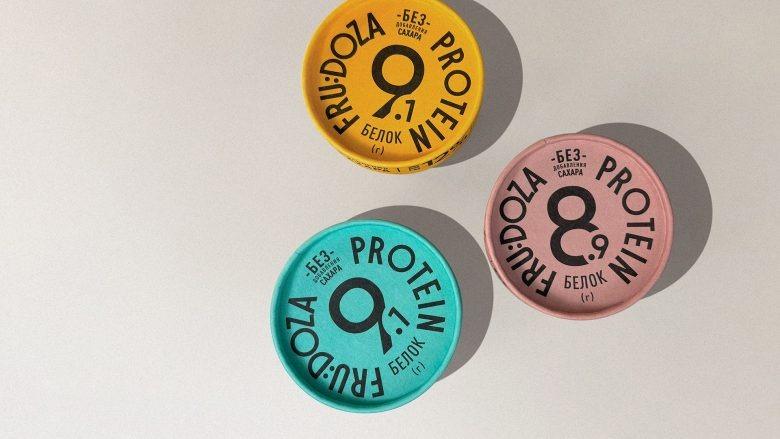 FRU:DOZA PROTEIN
-БЕЗ-
ДОБАВЛЕНИЯ
САХАРА
9.1
БЕЛОК
(г)
FRU:DOZA PROTEIN
-БЕЗ-
ДОБАВЛЕНИЯ
САХАРА
8.9
БЕЛОК
(г)
FRU:DOZA PROTEIN
-БЕЗ-
ДОБАВЛЕНИЯ
САХАРА
9.1
БЕЛОК
(г)